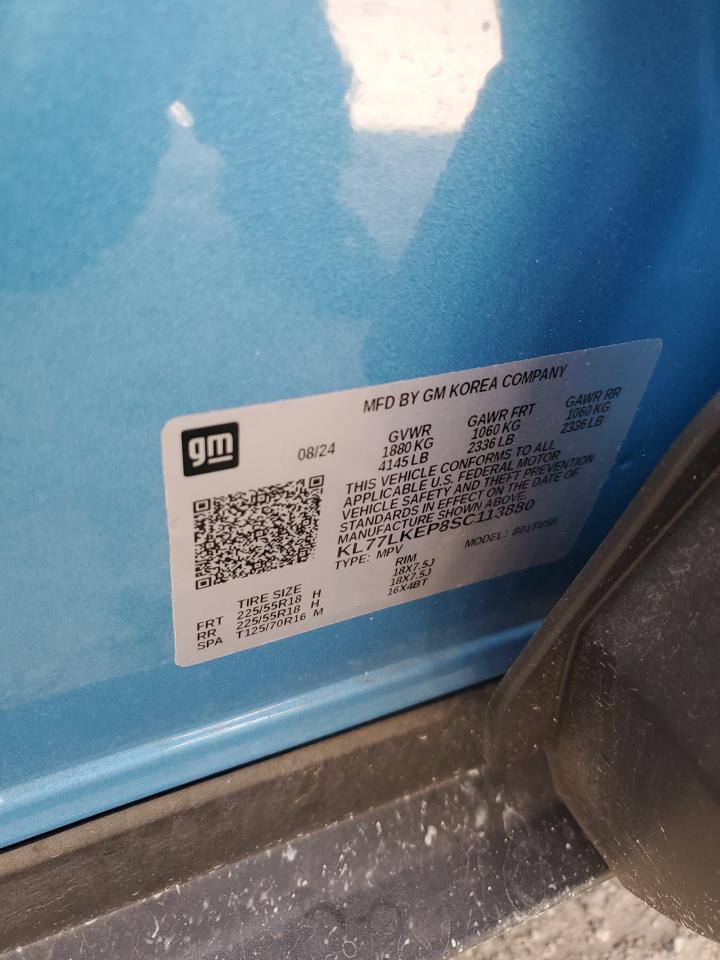 MFD BY GM KOREA COMPANY
gm
08/24
GVWR GAWR FRT GAWR RR
1880 KG 1060 KG 1060 KG
4145 LB 2336 LB 2336 LB
THIS VEHICLE CONFORMS TO ALL
APPLICABLE U.S. FEDERAL MOTOR
VEHICLE SAFETY AND THEFT PREVENTION
STANDARDS IN EFFECT ON THE DATE OF
MANUFACTURE SHOWN ABOVE.
KL77LKEP8SC113880
TYPE: MPV MODEL:
TIRE SIZE RIM
FRT 225/55R18 H 18X7.5J
RR 225/55R18 H 18X7.5J
SPA T125/70R16 M 16X4BT